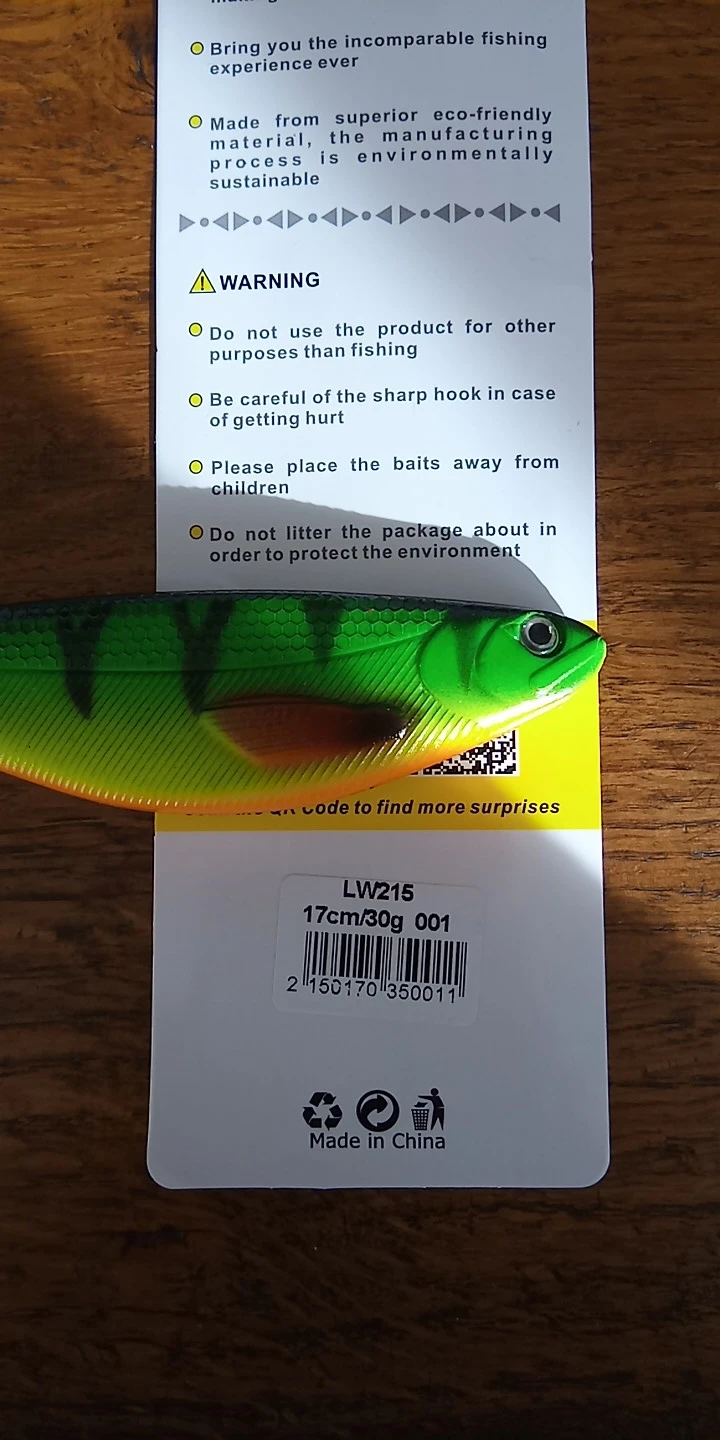 Bring you the incomparable fishing
experience ever
Made from superior eco-friendly
material, the manufacturing
process is environmentally
sustainable
WARNING
Do not use the product for other
purposes than fishing
Be careful of the sharp hook in case
of getting hurt
Please place the baits away from
children
Do not litter the package about in
order to protect the environment
QR Code to find more surprises
LW215
17cm/30g 001
2 150170 350011
Made in China